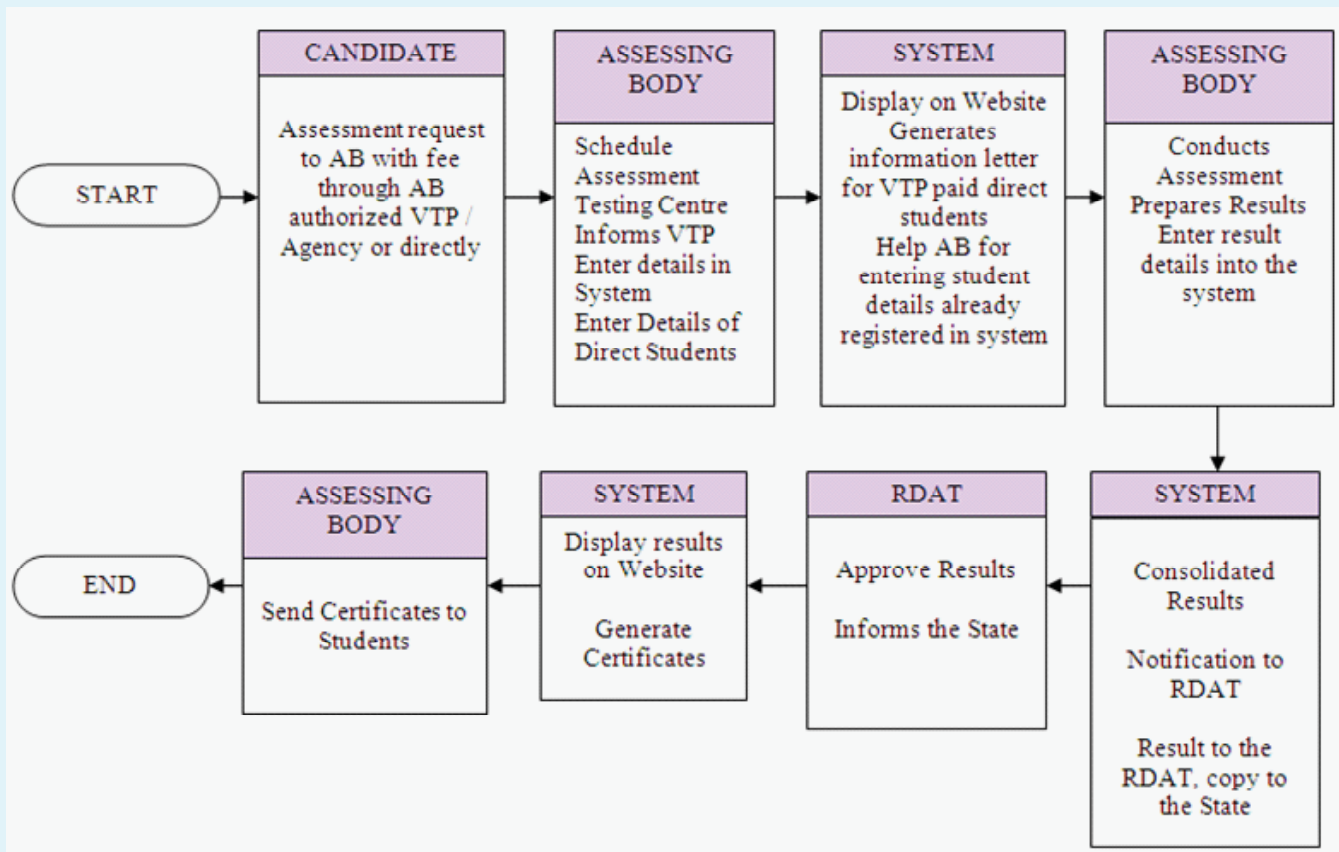 START
CANDIDATE
Assessment request
to AB with fee
through AB
authorized VTP /
Agency or directly
ASSESSING
BODY
Schedule
Assessment
Testing Centre
Informs VTP
Enter details in
System
Enter Details of
Direct Students
SYSTEM
Display on Website
Generates
information letter
for VTP paid direct
students
Help AB for
entering student
details already
registered in system
ASSESSING
BODY
Conducts
Assessment
Prepares Results
Enter result
details into the
system
SYSTEM
Consolidated
Results
Notification to
RDAT
Result to the
RDAT, copy to
the State
RDAT
Approve Results
Informs the State
SYSTEM
Display results
on Website
Generate
Certificates
ASSESSING
BODY
Send Certificates to
Students
END